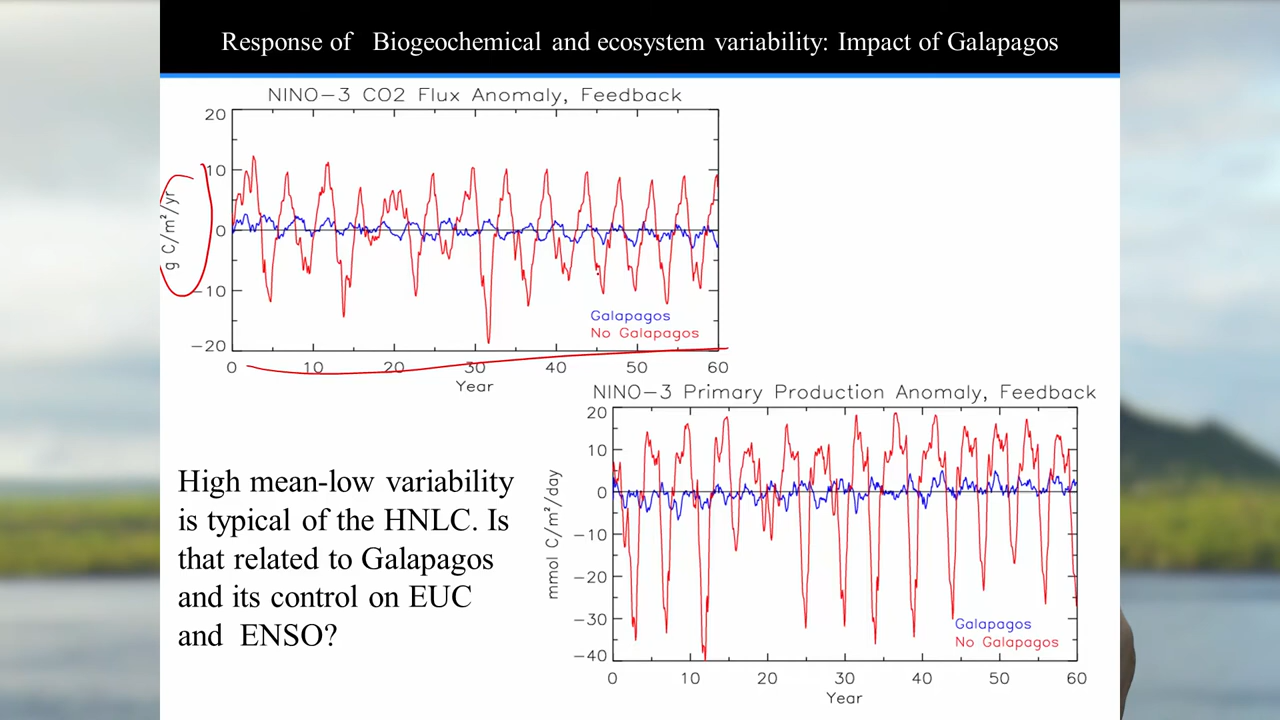 Response of Biogeochemical and ecosystem variability: Impact of Galapagos
NINO-3 CO2 Flux Anomaly, Feedback
20
10
0
-10
-20
g C/m²/yr
Galapagos
No Galapagos
0 10 20 30 40 50 60
Year
NINO-3 Primary Production Anomaly, Feedback
20
10
0
-10
-20
-30
-40
mmol C/m²/day
Galapagos
No Galapagos
0 10 20 30 40 50 60
Year
High mean-low variability
is typical of the HNLC. Is
that related to Galapagos
and its control on EUC
and ENSO?